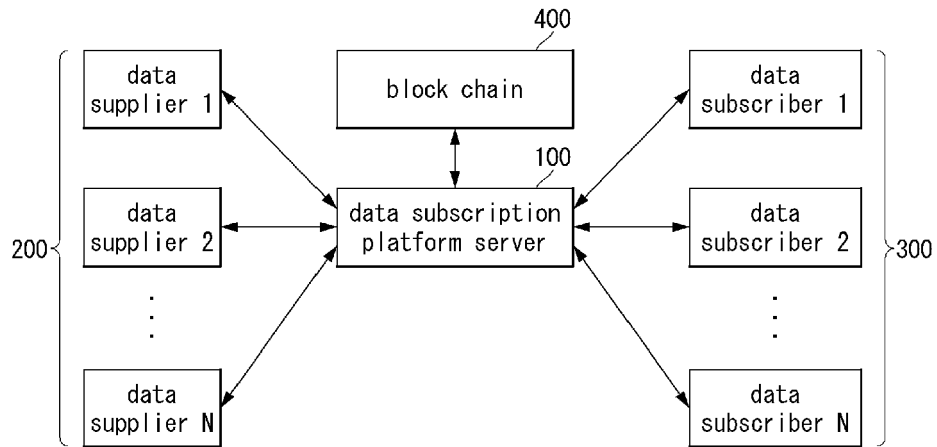 400
data
supplier 1
block chain
data
subscriber 1
100
200
data
supplier 2
data subscription
platform server
data
subscriber 2
300
data
supplier N
data
subscriber N